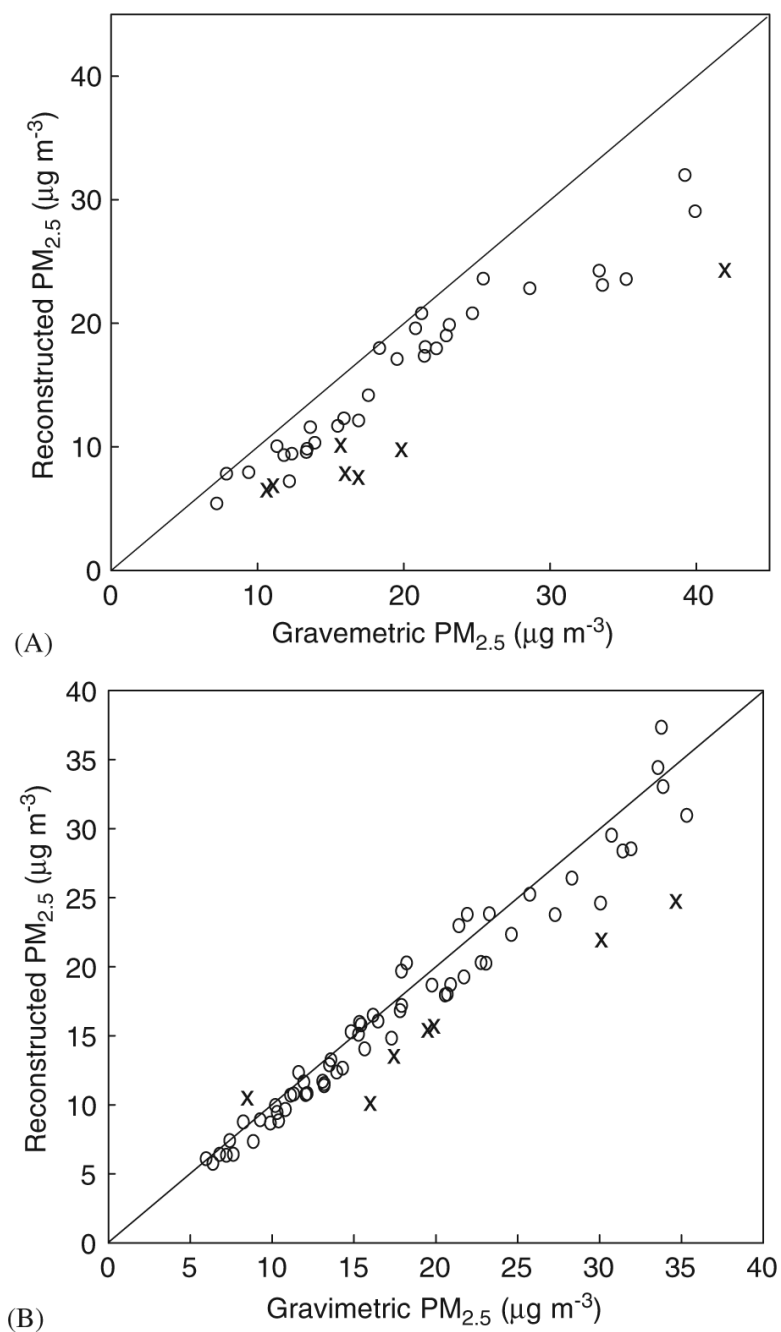 40
30
20
10
0
0 10 20 30 40
Reconstructed PM2.5 (μg m-3)
Gravemetric PM2.5 (μg m-3)
(A)
40
35
30
25
20
15
10
5
0
0 5 10 15 20 25 30 35 40
Reconstructed PM2.5 (μg m-3)
Gravimetric PM2.5 (μg m-3)
(B)